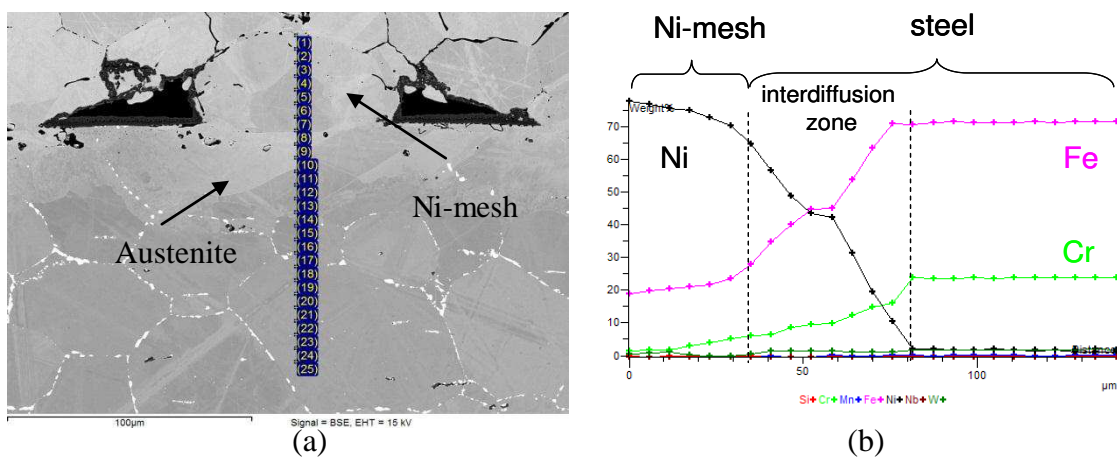 (1)
(2)
(3)
(4)
(5)
(6)
(7)
(8)
(9)
(10)
(11)
(12)
(13)
(14)
(15)
(16)
(17)
(18)
(19)
(20)
(21)
(22)
(23)
(24)
(25)
Ni-mesh
Austenite
100µm
Signal = BSE, EHT = 15 kV
(a)
Ni-mesh
steel
interdiffusion
zone
Weight%
Ni
Fe
Cr
70
60
50
40
30
20
10
0
Distance
0
50
100
µm
Si Cr Mn Fe Ni Nb W
(b)